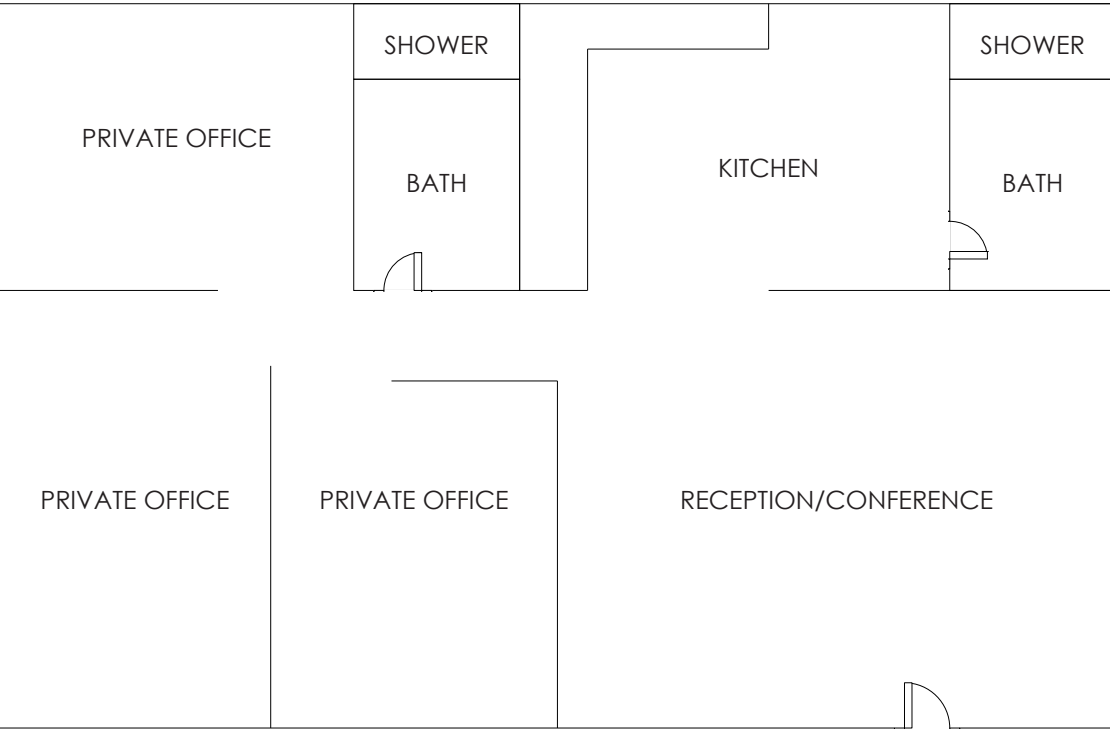 SHOWER
SHOWER
PRIVATE OFFICE
KITCHEN
BATH
BATH
PRIVATE OFFICE
PRIVATE OFFICE
RECEPTION/CONFERENCE